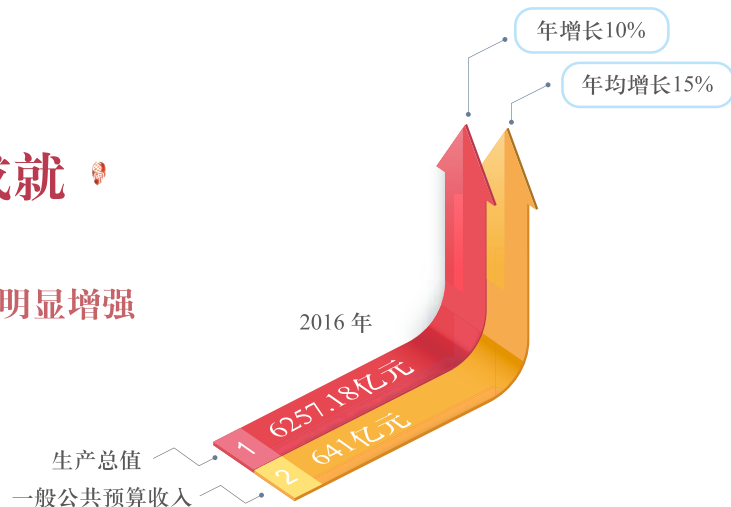 年增长10%
年均增长15%
就
明显增强
2016 年
6257.18亿元
641亿元
1
2
生产总值
一般公共预算收入